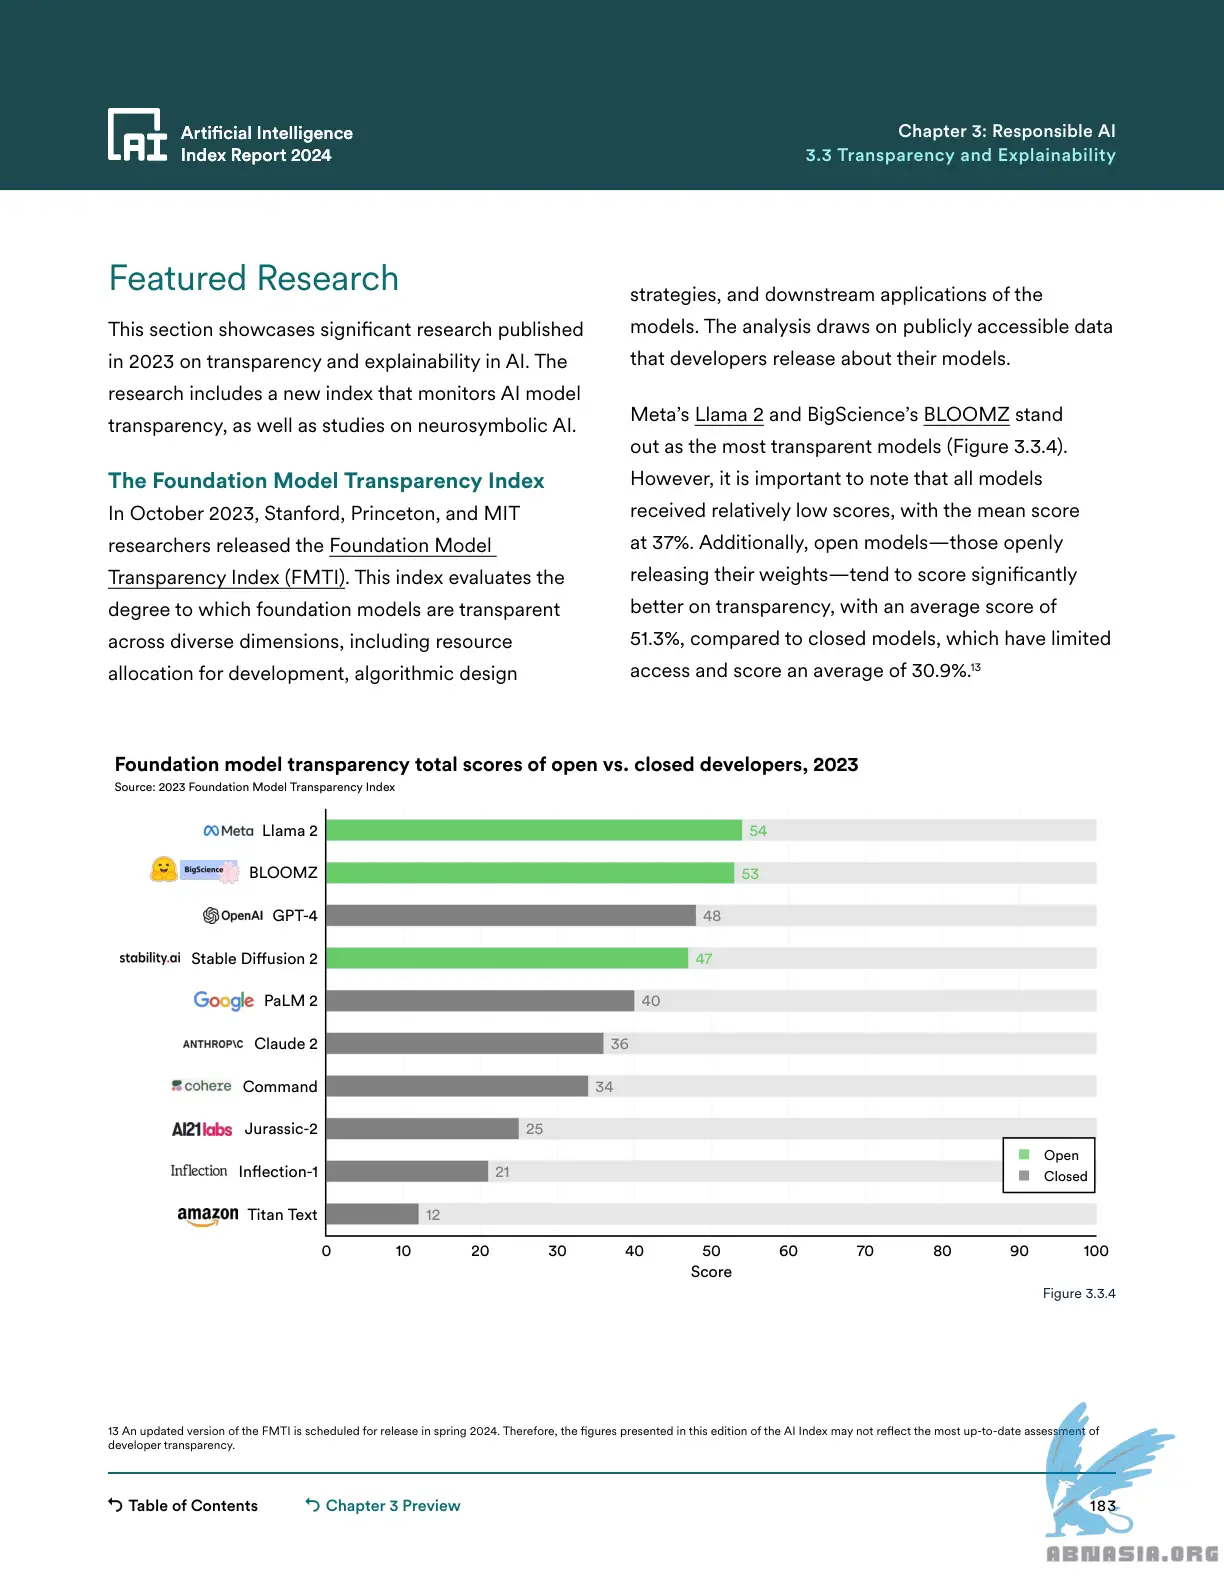 Artificial Intelligence
Index Report 2024
Chapter 3: Responsible AI
3.3 Transparency and Explainability
Featured Research
This section showcases significant research published
in 2023 on transparency and explainability in AI. The
research includes a new index that monitors AI model
transparency, as well as studies on neurosymbolic AI.
The Foundation Model Transparency Index
In October 2023, Stanford, Princeton, and MIT
researchers released the Foundation Model
Transparency Index (FMTI). This index evaluates the
degree to which foundation models are transparent
across diverse dimensions, including resource
allocation for development, algorithmic design
strategies, and downstream applications of the
models. The analysis draws on publicly accessible data
that developers release about their models.
Meta’s Llama 2 and BigScience’s BLOOMZ stand
out as the most transparent models (Figure 3.3.4).
However, it is important to note that all models
received relatively low scores, with the mean score
at 37%. Additionally, open models—those openly
releasing their weights—tend to score significantly
better on transparency, with an average score of
51.3%, compared to closed models, which have limited
access and score an average of 30.9%.¹³
Foundation model transparency total scores of open vs. closed developers, 2023
Source: 2023 Foundation Model Transparency Index
Meta Llama 2 54
BigScience BLOOMZ 53
OpenAI GPT-4 48
stability.ai Stable Diffusion 2 47
Google PaLM 2 40
ANTHROP\C Claude 2 36
cohere Command 34
AI21labs Jurassic-2 25
Inflection Inflection-1 21
amazon Titan Text 12
Open
Closed
0 10 20 30 40 50 60 70 80 90 100
Score
Figure 3.3.4
13 An updated version of the FMTI is scheduled for release in spring 2024. Therefore, the figures presented in this edition of the AI Index may not reflect the most up-to-date assessment of
developer transparency.
Table of Contents
Chapter 3 Preview
183
ABNASIA.ORG